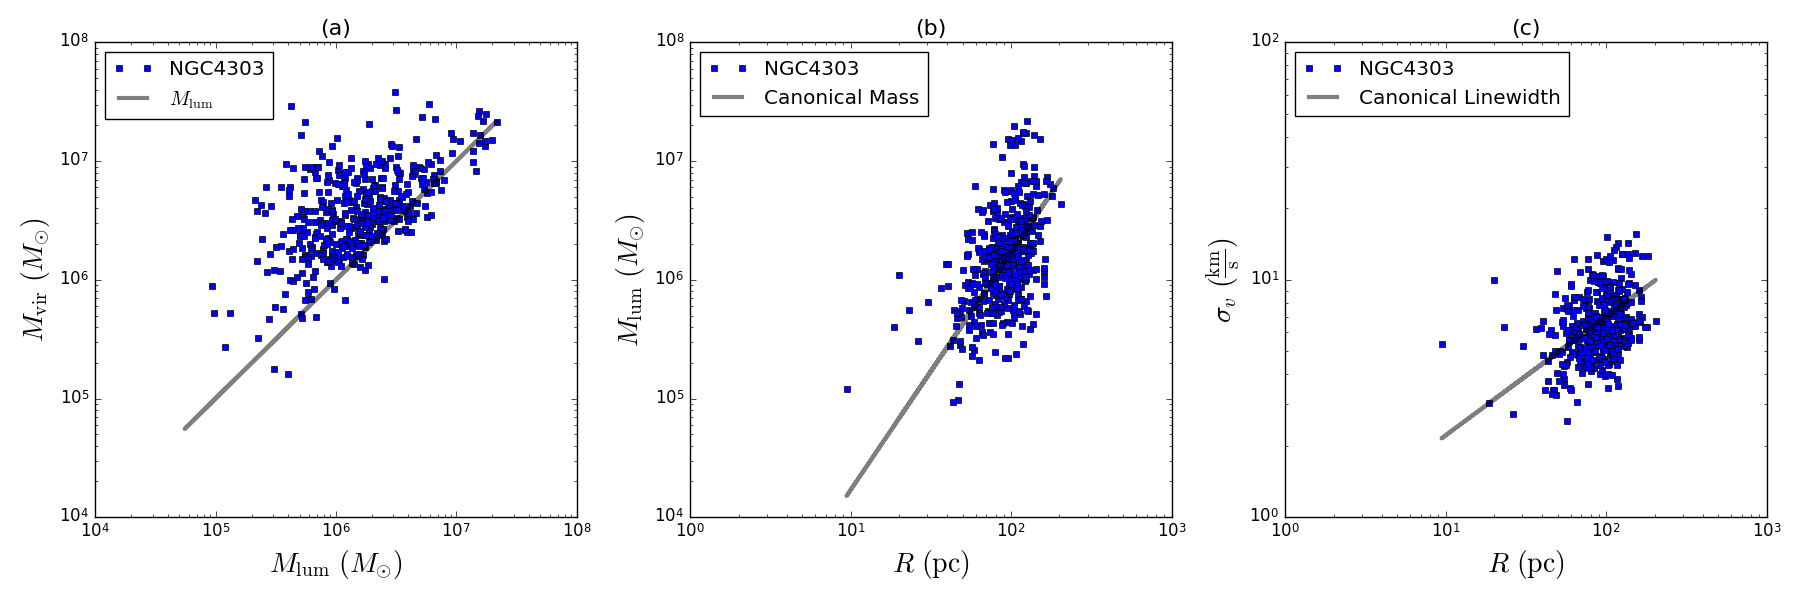 (a)
NGC4303
M_lum
10^8
10^7
10^6
10^5
10^4
M_vir (M_⊙)
10^4 10^5 10^6 10^7 10^8
M_lum (M_⊙)
(b)
NGC4303
Canonical Mass
10^8
10^7
10^6
10^5
10^4
M_lum (M_⊙)
10^0 10^1 10^2 10^3
R (pc)
(c)
NGC4303
Canonical Linewidth
10^2
10^1
10^0
σ_v (km/s)
10^0 10^1 10^2 10^3
R (pc)